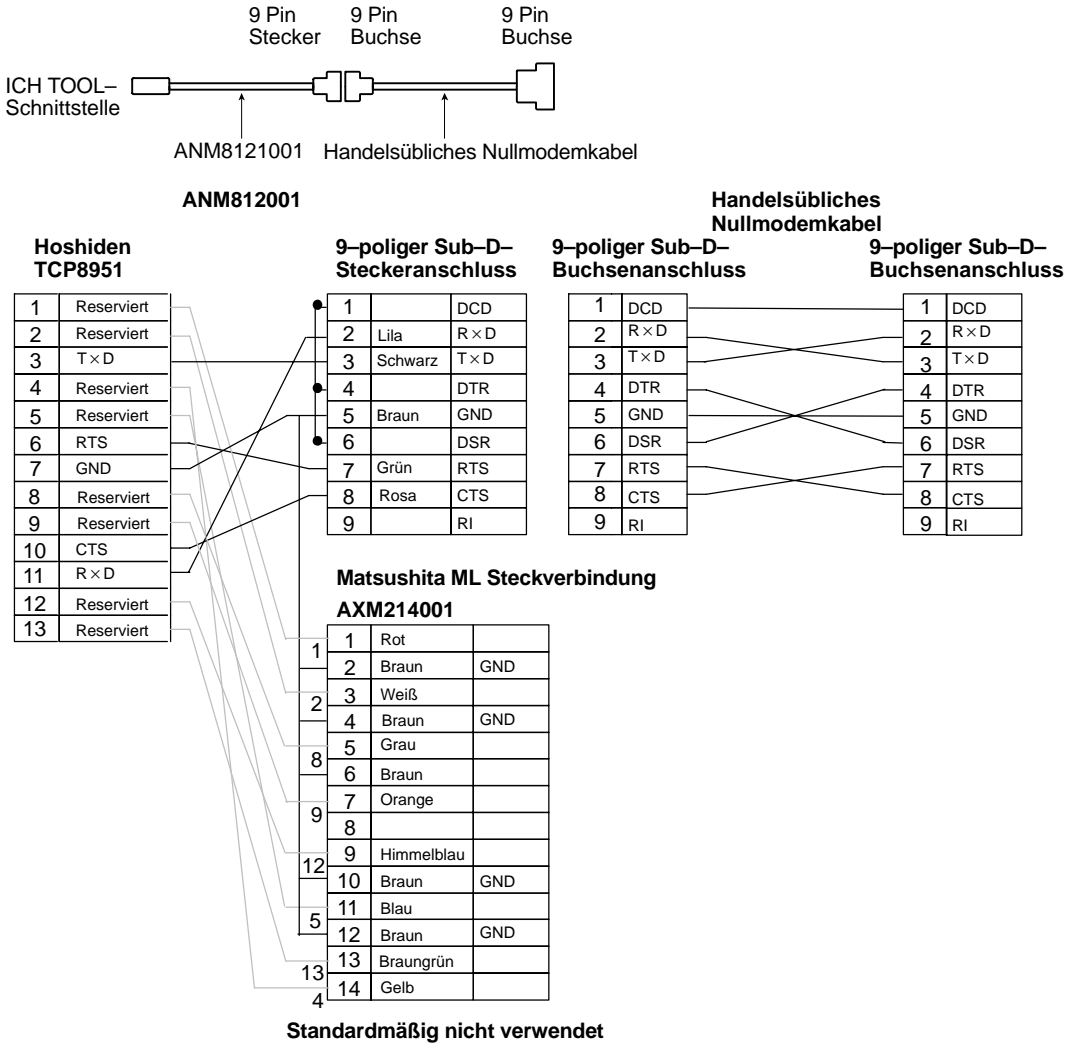 9 Pin
Stecker
9 Pin
Buchse
9 Pin
Buchse
ICH TOOL–
Schnittstelle
ANM8121001
Handelsübliches Nullmodemkabel
ANM812001
Handelsübliches
Nullmodemkabel
Hoshiden
TCP8951
9–poliger Sub–D–
Steckeranschluss
9–poliger Sub–D–
Buchsenanschluss
9–poliger Sub–D–
Buchsenanschluss
1 Reserviert
2 Reserviert
3 T×D
4 Reserviert
5 Reserviert
6 RTS
7 GND
8 Reserviert
9 Reserviert
10 CTS
11 R×D
12 Reserviert
13 Reserviert
1 DCD
2 Lila R×D
3 Schwarz T×D
4 DTR
5 Braun GND
6 DSR
7 Grün RTS
8 Rosa CTS
9 RI
1 DCD
2 R×D
3 T×D
4 DTR
5 GND
6 DSR
7 RTS
8 CTS
9 RI
1 DCD
2 R×D
3 T×D
4 DTR
5 GND
6 DSR
7 RTS
8 CTS
9 RI
Matsushita ML Steckverbindung
AXM214001
1
2
8
9
12
5
13
4
1 Rot
2 Braun GND
3 Weiß
4 Braun GND
5 Grau
6 Braun
7 Orange
8
9 Himmelblau
10 Braun GND
11 Blau
12 Braun GND
13 Braungrün
14 Gelb
Standardmäßig nicht verwendet